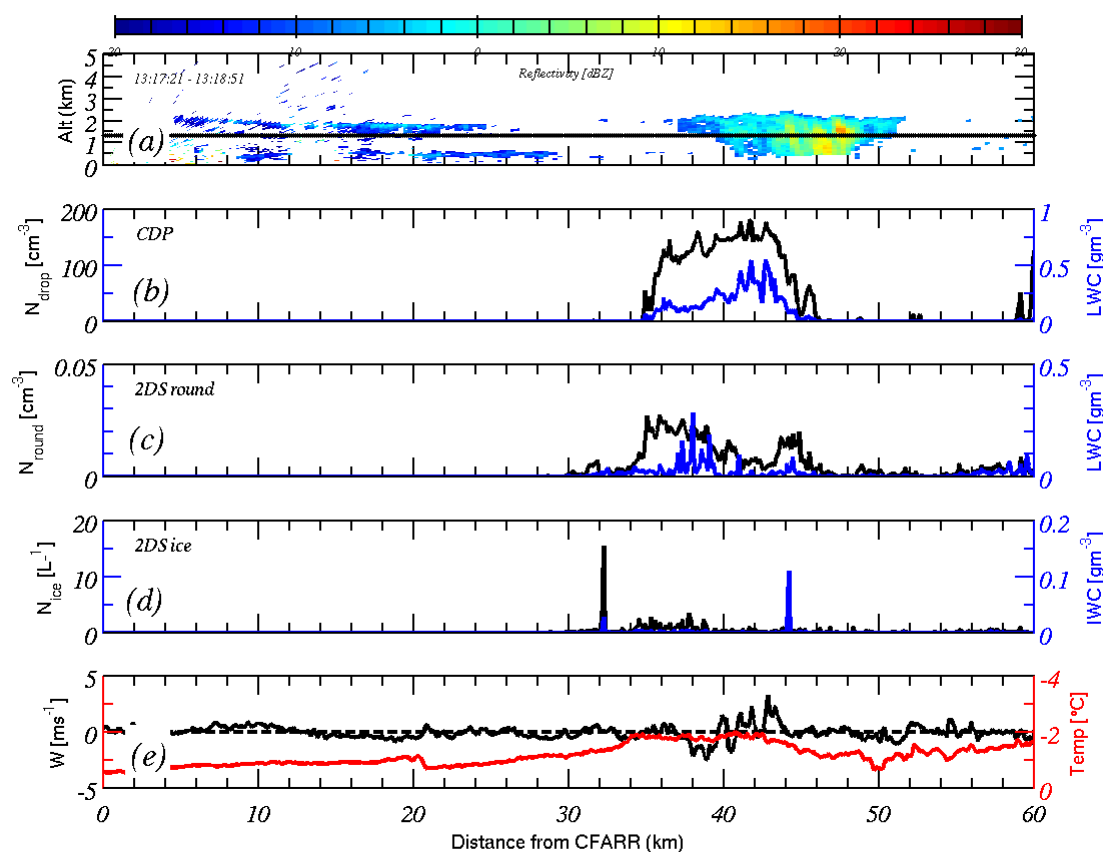 -20 -10 0 10 20 30
13:17:21 - 13:18:51
Reflectivity [dBZ]
Alt (km)
5
4
3
2
1
0
(a)
200
100
0
N_drop [cm-3]
CDP
(b)
1
0.5
0
LWC [gm-3]
0.05
0
N_round [cm-3]
2DS round
(c)
0.5
0
LWC [gm-3]
20
10
0
N_ice [L-1]
2DS ice
(d)
0.2
0.1
0
IWC [gm-3]
5
0
-5
W [ms-1]
(e)
-4
-2
0
Temp [°C]
0 10 20 30 40 50 60
Distance from CFARR (km)